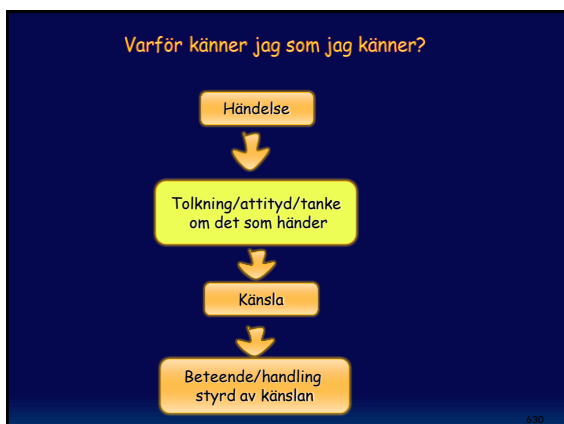 Varför känner jag som jag känner?
Händelse
Tolkning/attityd/tanke
om det som händer
Känsla
Beteende/handling
styrd av känslan
630